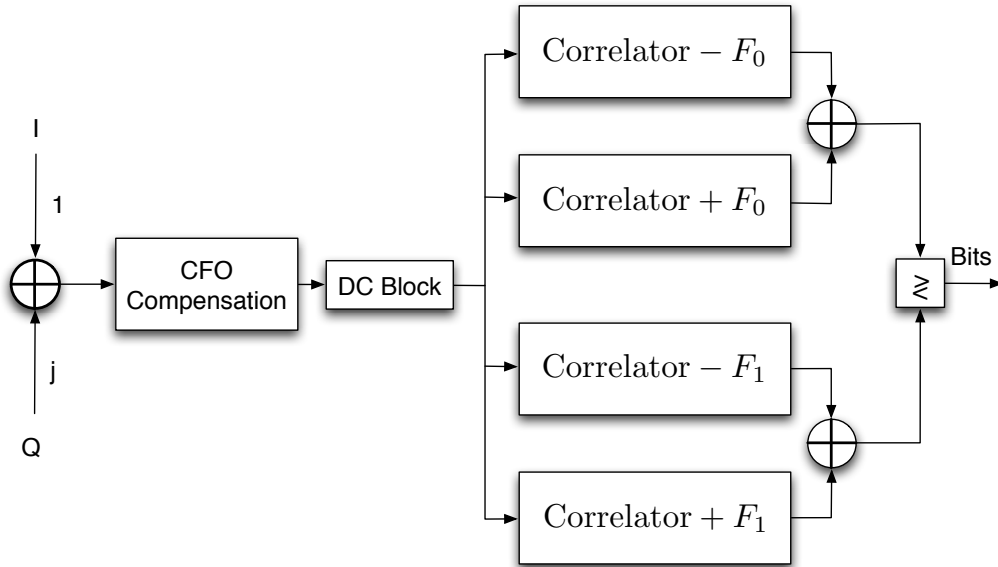 I
1
j
Q
CFO
Compensation
DC Block
Correlator − F₀
Correlator + F₀
Correlator − F₁
Correlator + F₁
≷
Bits